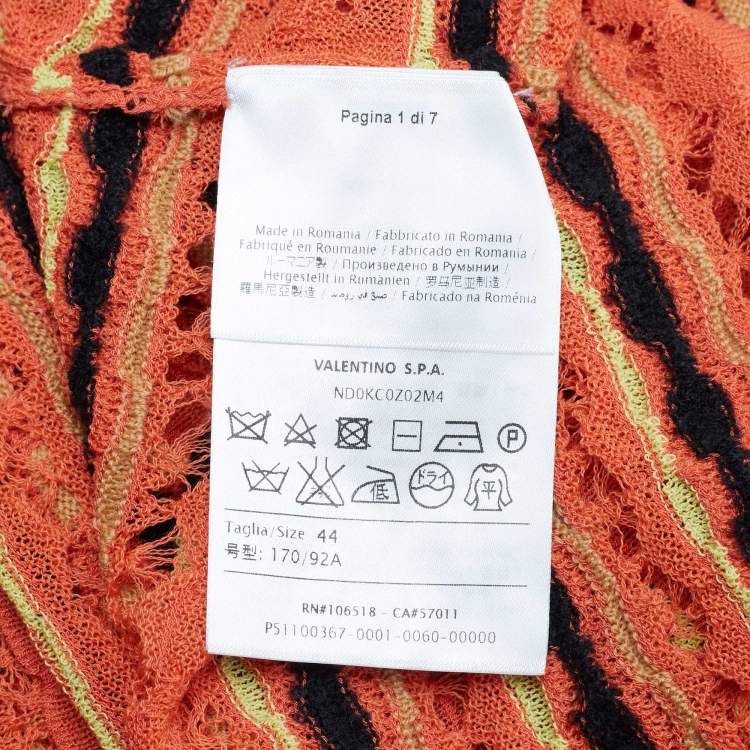 Pagina 1 di 7
Made in Romania / Fabbricato in Romania /
Fabriqué en Roumanie / Fabricado en Romania /
ルーマニア製 / Произведено в Румынии /
Hergestellt in Rumänien / 罗马尼亚制造 /
羅馬尼亞製造 / صنع في رومانيا / Fabricado na Roménia
VALENTINO S.P.A.
ND0KC0Z02M4
P
低 ドライ 平
Taglia/Size 44
号型: 170/92A
RN#106518 - CA#57011
P51100367-0001-0060-00000